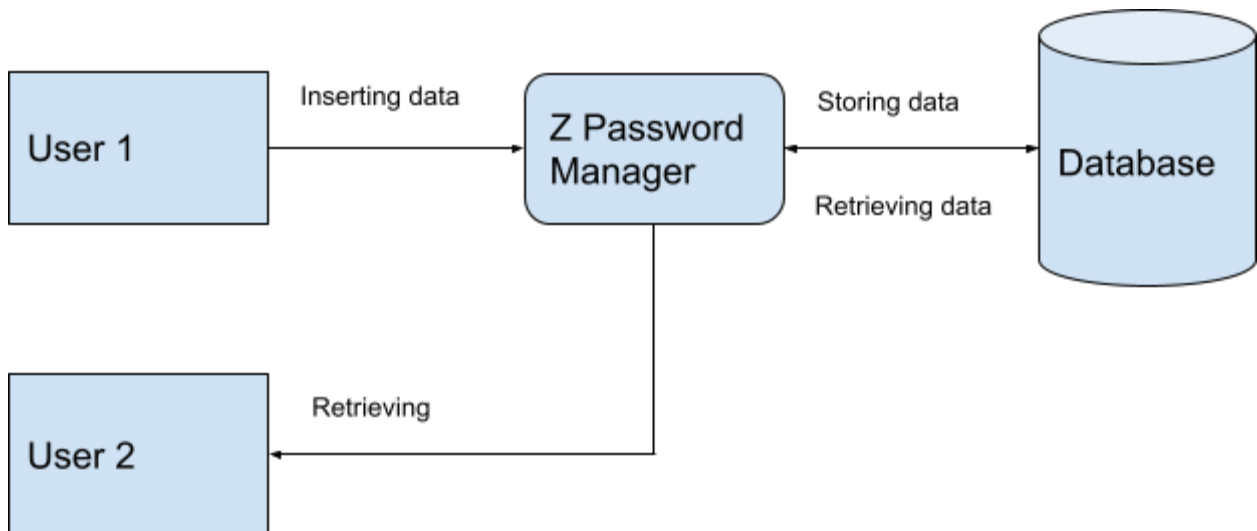 User 1
Inserting data
Z Password
Manager
Storing data
Retrieving data
Database
User 2
Retrieving